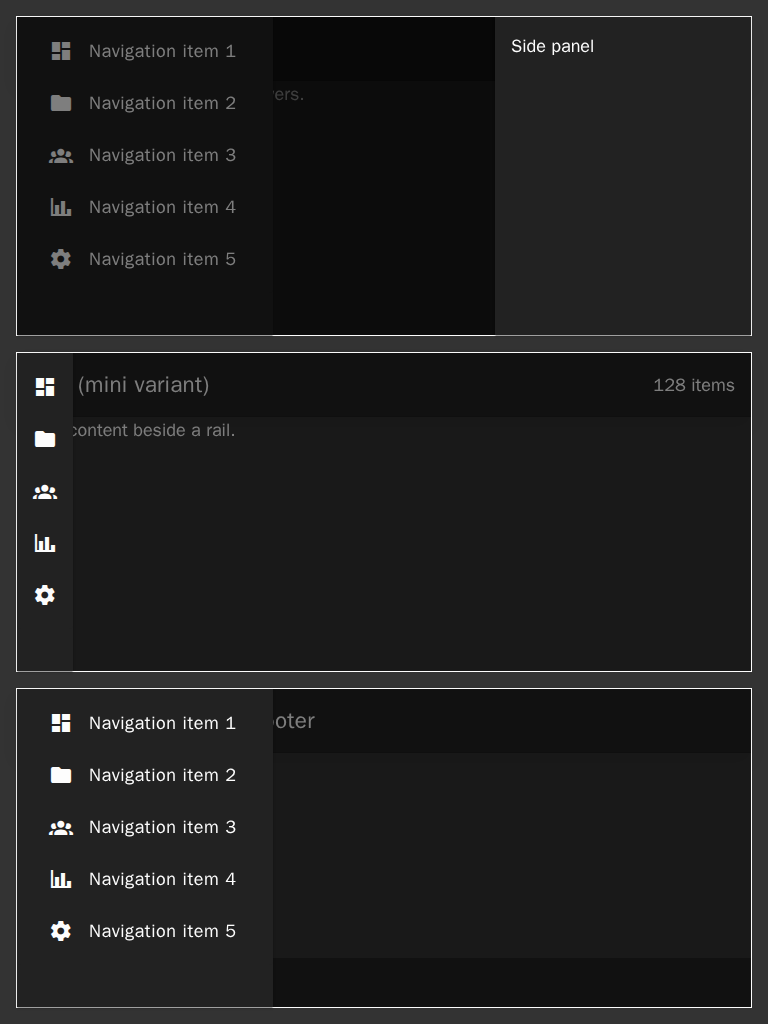 Navigation item 1
Navigation item 2
Navigation item 3
Navigation item 4
Navigation item 5
Side panel
(mini variant)
128 items
content beside a rail.
Navigation item 1
Navigation item 2
Navigation item 3
Navigation item 4
Navigation item 5